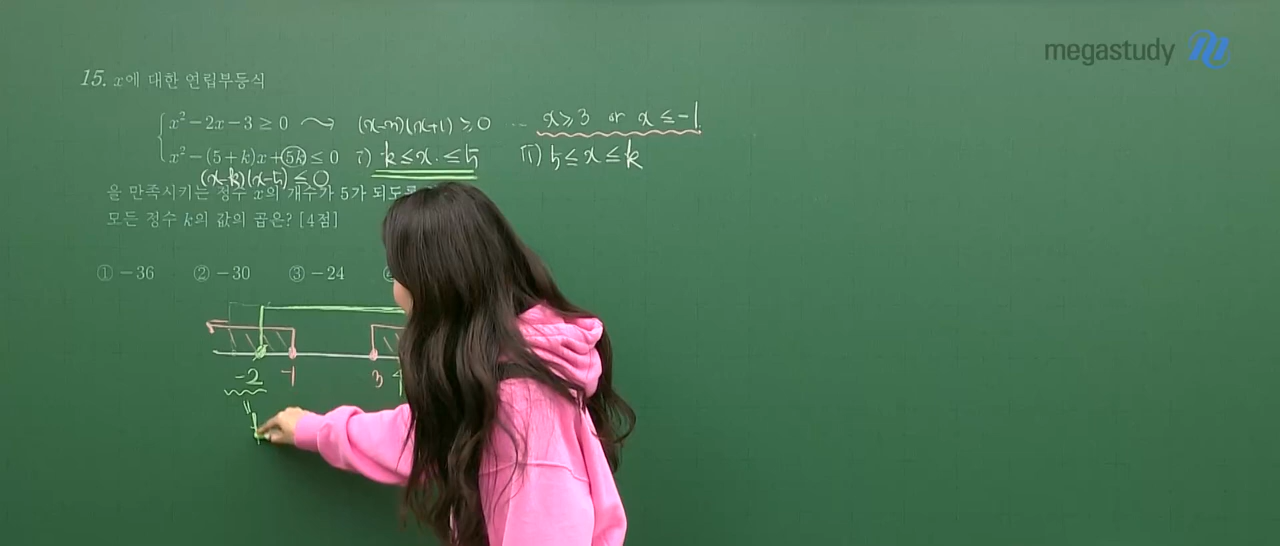 megastudy
15. x에 대한 연립부등식
x² − 2x − 3 ≥ 0 (x−3)(x+1) ≥ 0 ... x ≥ 3 or x ≤ −1
x² − (5 + k)x + 5k ≤ 0 i) k ≤ x ≤ 5 ii) 5 ≤ x ≤ k
(x−k)(x−5) ≤ 0
을 만족시키는 정수 x의 개수가 5가 되도록
모든 정수 k의 값의 곱은? [4점]
① −36 ② −30 ③ −24
−2 −1 3 4